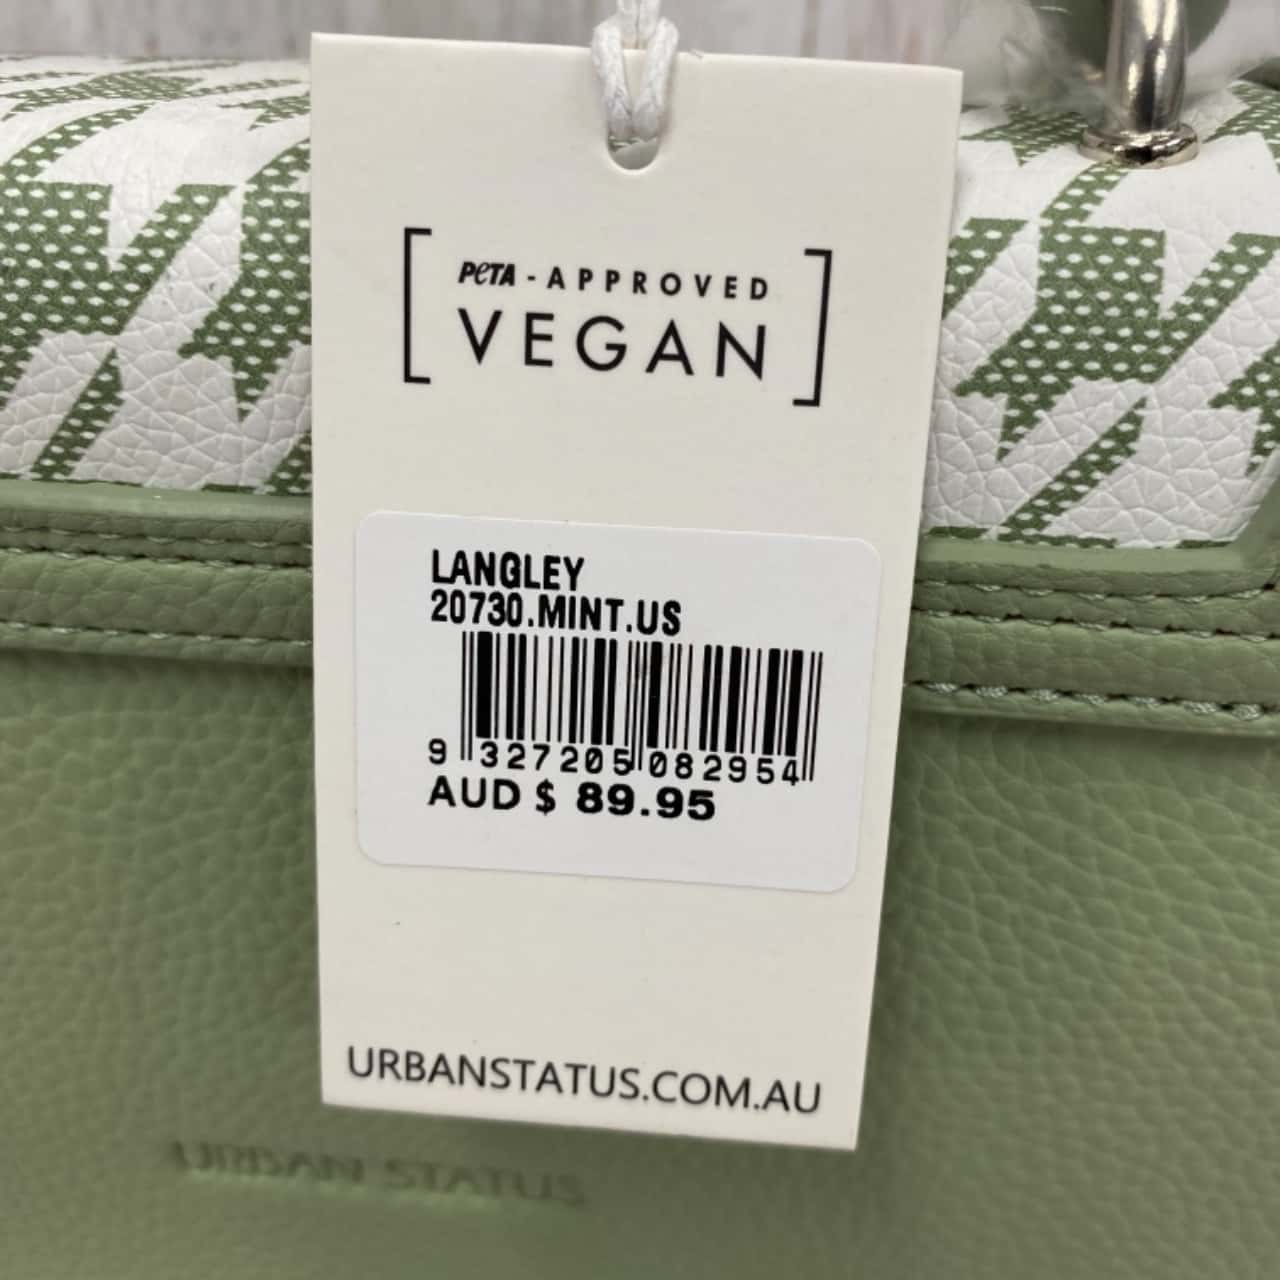 PETA - APPROVED
VEGAN
LANGLEY
20730.MINT.US
9 327205 082954
AUD $ 89.95
URBANSTATUS.COM.AU
URBAN STATUS